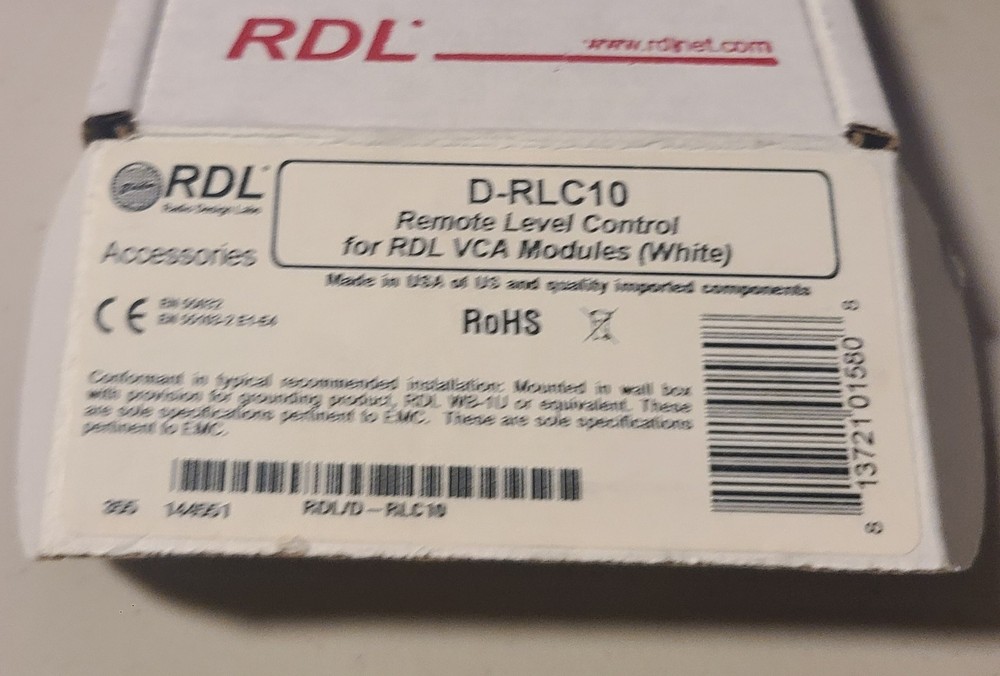 RDL
www.rdlnet.com
RDL
Radio Design Labs
Accessories
D-RLC10
Remote Level Control
for RDL VCA Modules (White)
Made in USA of US and quality imported components
CE
RoHS
Conformant in typical recommended installation: Mounted in wall box
with provision for grounding product, RDL WB-1U or equivalent. These
are sole specifications pertinent to EMC. These are sole specifications
pertinent to EMC.
144551
RDL/D-RLC10
8 13721 01580 8